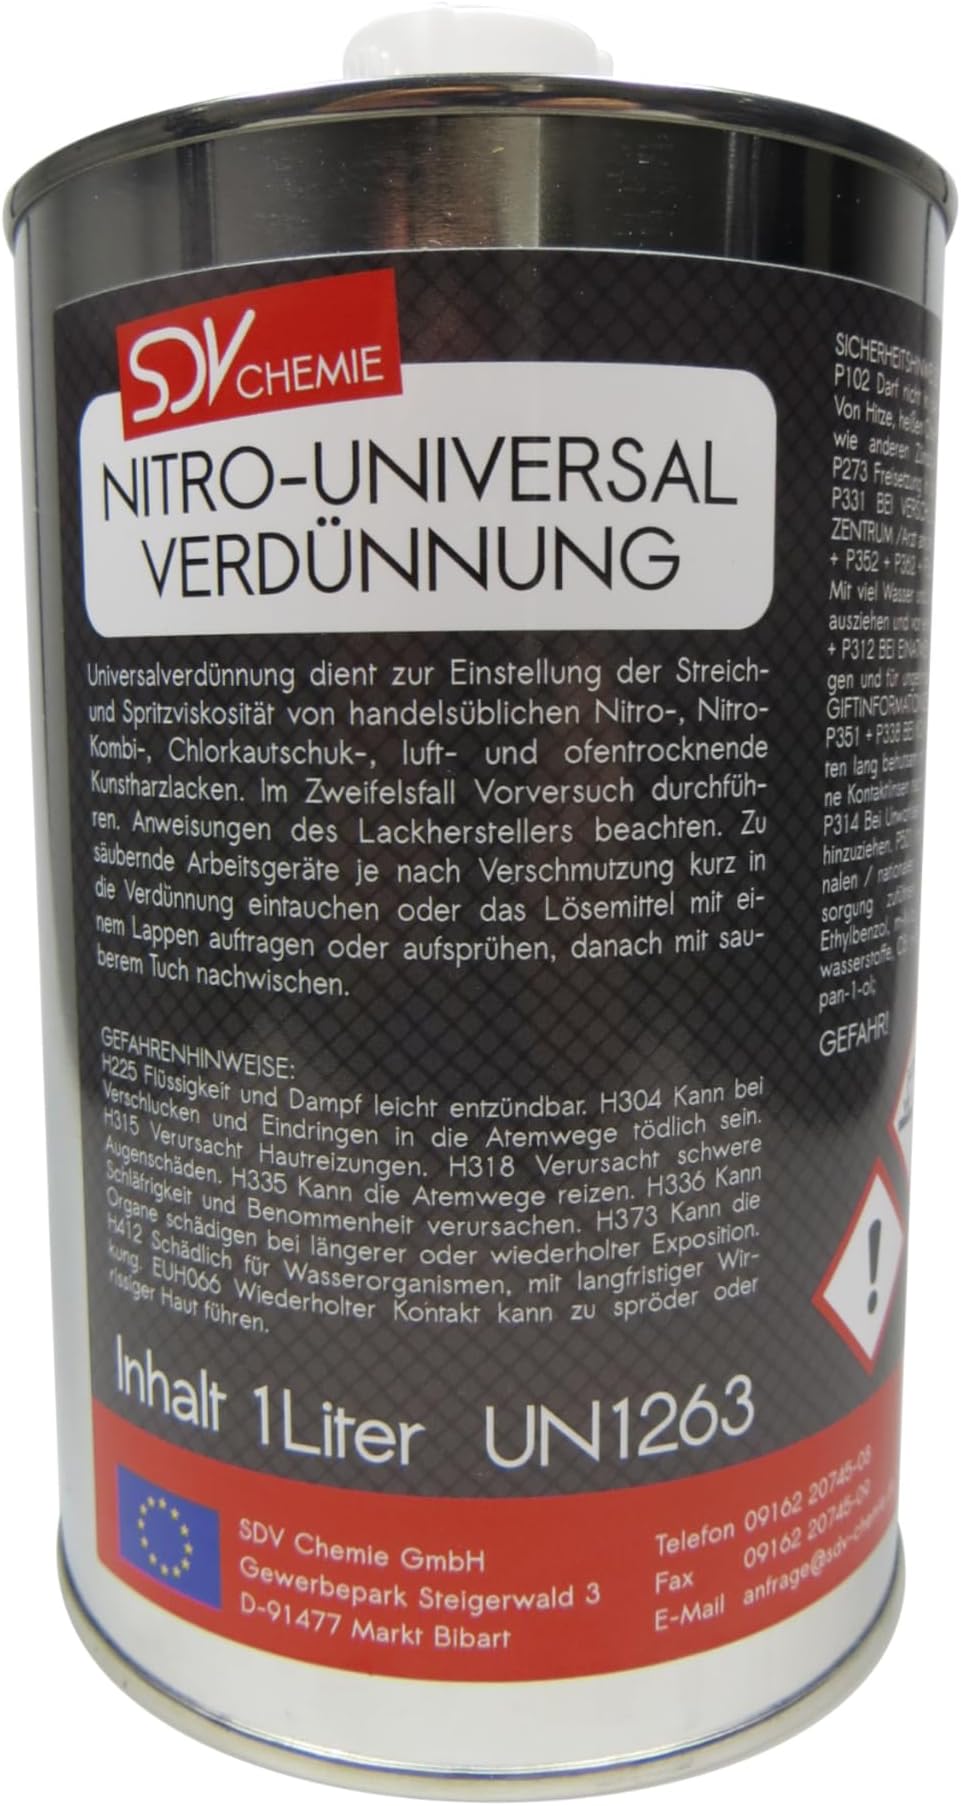 SDV CHEMIE
NITRO-UNIVERSAL
VERDÜNNUNG
Universalverdünnung dient zur Einstellung der Streich-
und Spritzviskosität von handelsüblichen Nitro-, Nitro-
Kombi-, Chlorkautschuk-, luft- und ofentrocknende
Kunstharzlacken. Im Zweifelsfall Vorversuch durchfüh-
ren. Anweisungen des Lackherstellers beachten. Zu
säubernde Arbeitsgeräte je nach Verschmutzung kurz in
die Verdünnung eintauchen oder das Lösemittel mit ei-
nem Lappen auftragen oder aufsprühen, danach mit sau-
berem Tuch nachwischen.
GEFAHRENHINWEISE:
H225 Flüssigkeit und Dampf leicht entzündbar. H304 Kann bei
Verschlucken und Eindringen in die Atemwege tödlich sein.
H315 Verursacht Hautreizungen. H318 Verursacht schwere
Augenschäden. H335 Kann die Atemwege reizen. H336 Kann
Schläfrigkeit und Benommenheit verursachen. H373 Kann die
Organe schädigen bei längerer oder wiederholter Exposition.
H412 Schädlich für Wasserorganismen, mit langfristiger Wir-
kung. EUH066 Wiederholter Kontakt kann zu spröder oder
rissiger Haut führen.
Inhalt 1Liter UN1263
SDV Chemie GmbH
Gewerbepark Steigerwald 3
D-91477 Markt Bibart
Telefon 09162 20745-08
Fax 09162 20745-09
E-Mail
P102 Darf nicht
Von Hitze,
wie anderen
P273 Freisetzung
P331 BEI
ZENTRUM /Arzt
+ P352 +
Mit viel Wasser
ausziehen und
+ P312 BEI
gen und für
P351 + P338
ten lang
ne Kontaktlinsen
P314 Bei
hinzuziehen.
nalen / nationalen
sorgung
Ethylbenzol,
wasserstoffe,
pan-1-ol;
GEFAHR!